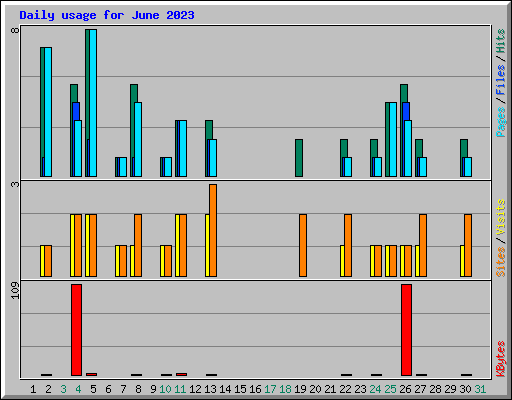 Daily usage for June 2023
8
Pages / Files / Hits
3
Sites / Visits
109
KBytes
1 2 3 4 5 6 7 8 9 10 11 12 13 14 15 16 17 18 19 20 21 22 23 24 25 26 27 28 29 30 31